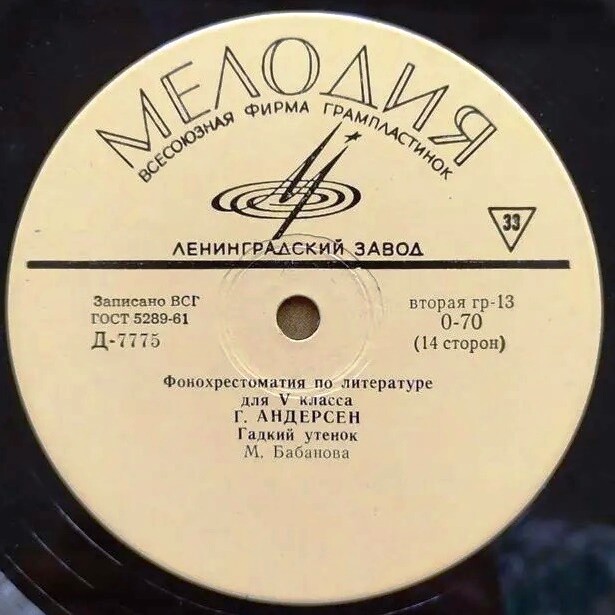 МЕЛОДИЯ
ВСЕСОЮЗНАЯ ФИРМА ГРАМПЛАСТИНОК
33
ЛЕНИНГРАДСКИЙ ЗАВОД
Записано ВСГ
ГОСТ 5289-61
Д-7775
вторая гр-13
0-70
(14 сторон)
Фонохрестоматия по литературе
для V класса
Г. АНДЕРСЕН
Гадкий утенок
М. Бабанова